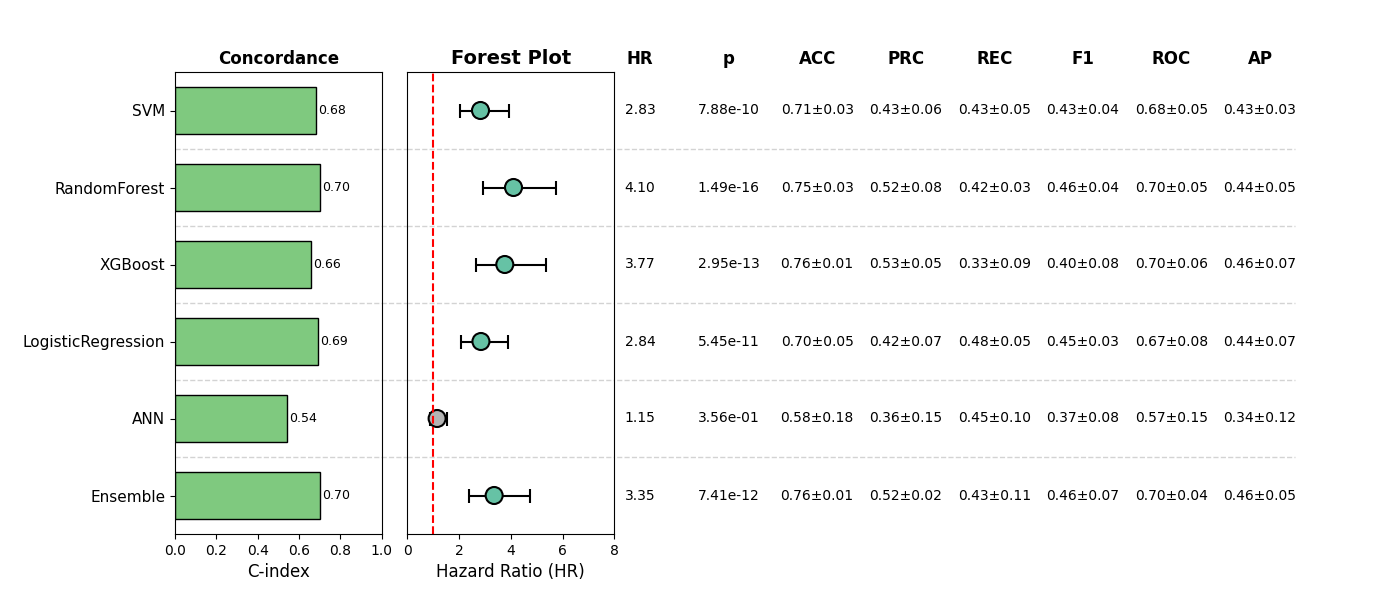 Concordance Forest Plot HR p ACC PRC REC F1 ROC AP
SVM 0.68 2.83 7.88e-10 0.71±0.03 0.43±0.06 0.43±0.05 0.43±0.04 0.68±0.05 0.43±0.03
RandomForest 0.70 4.10 1.49e-16 0.75±0.03 0.52±0.08 0.42±0.03 0.46±0.04 0.70±0.05 0.44±0.05
XGBoost 0.66 3.77 2.95e-13 0.76±0.01 0.53±0.05 0.33±0.09 0.40±0.08 0.70±0.06 0.46±0.07
LogisticRegression 0.69 2.84 5.45e-11 0.70±0.05 0.42±0.07 0.48±0.05 0.45±0.03 0.67±0.08 0.44±0.07
ANN 0.54 1.15 3.56e-01 0.58±0.18 0.36±0.15 0.45±0.10 0.37±0.08 0.57±0.15 0.34±0.12
Ensemble 0.70 3.35 7.41e-12 0.76±0.01 0.52±0.02 0.43±0.11 0.46±0.07 0.70±0.04 0.46±0.05
0.0 0.2 0.4 0.6 0.8 1.0 0 2 4 6 8
C-index Hazard Ratio (HR)